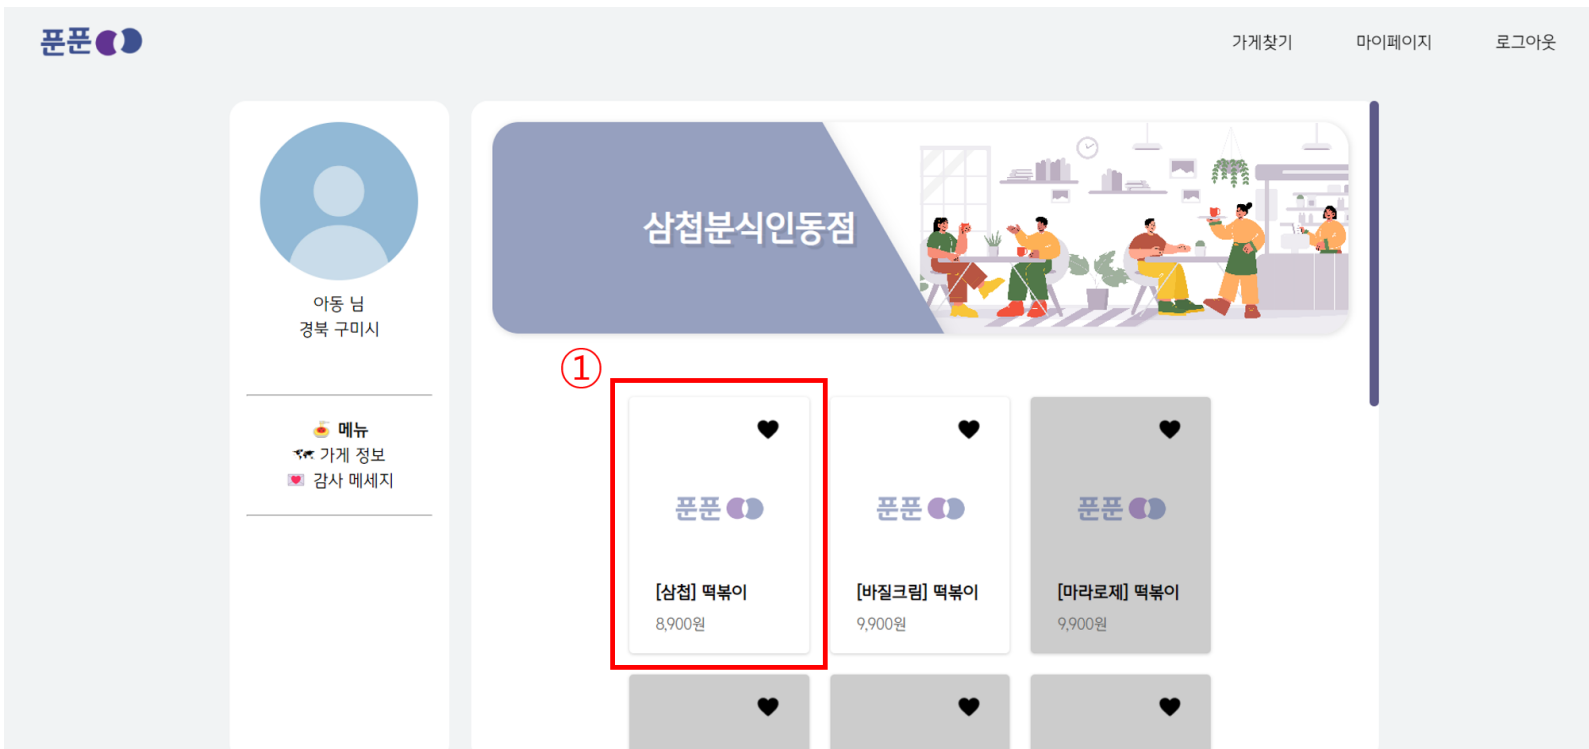 푼푼
가게찾기 마이페이지 로그아웃
아동 님
경북 구미시
메뉴
가게 정보
감사 메세지
삼첩분식인동점
①
푼푼
[삼첩] 떡볶이
8,900원
푼푼
[바질크림] 떡볶이
9,900원
푼푼
[마라로제] 떡볶이
9,900원